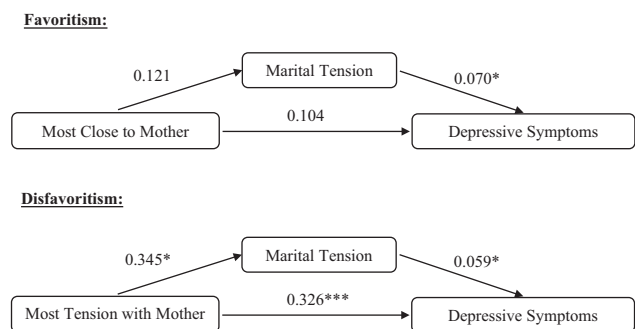 Favoritism:
Marital Tension
0.121
0.070*
Most Close to Mother
0.104
Depressive Symptoms
Disfavoritism:
Marital Tension
0.345*
0.059*
Most Tension with Mother
0.326***
Depressive Symptoms